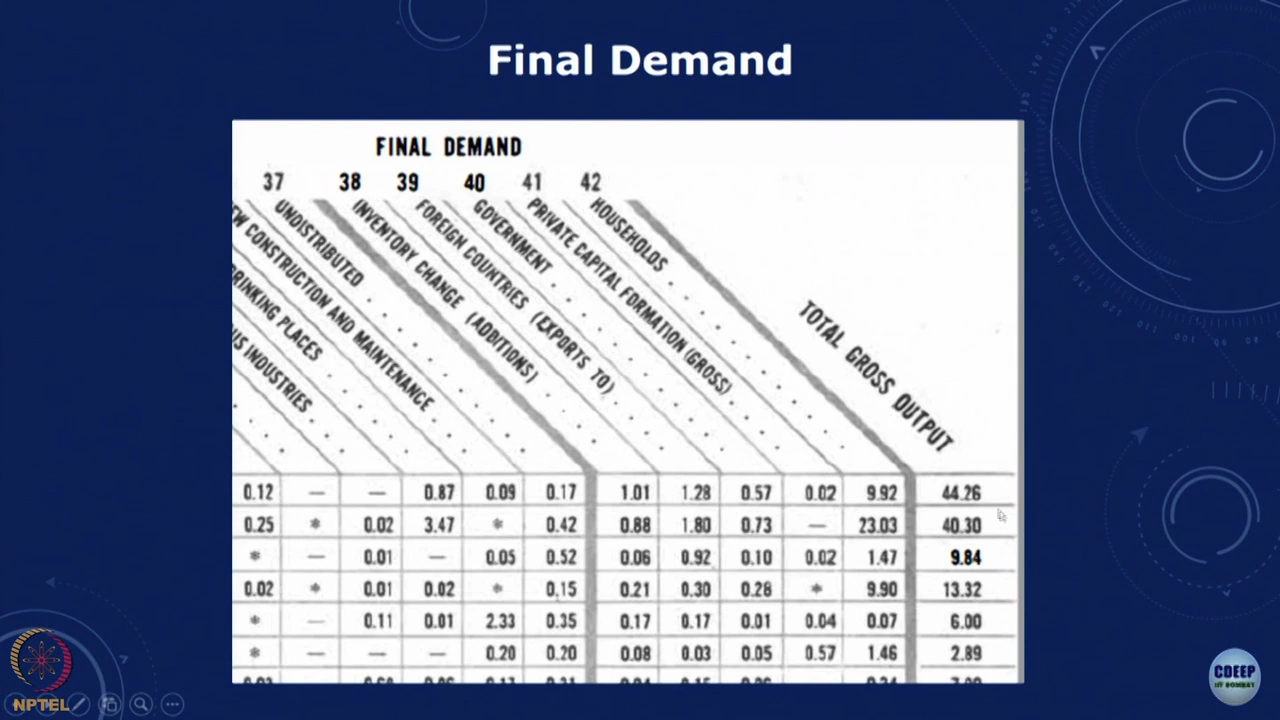 Final Demand
FINAL DEMAND
37 38 39 40 41 42
NEW CONSTRUCTION AND MAINTENANCE
UNDISTRIBUTED
INVENTORY CHANGE (ADDITIONS)
FOREIGN COUNTRIES (EXPORTS TO)
GOVERNMENT
PRIVATE CAPITAL FORMATION (GROSS)
HOUSEHOLDS
TOTAL GROSS OUTPUT
RINKING PLACES
US INDUSTRIES
0.12 — — 0.87 0.09 0.17 1.01 1.28 0.57 0.02 9.92 44.26
0.25 * 0.02 3.47 * 0.42 0.88 1.80 0.73 — 23.03 40.30
* — 0.01 — 0.05 0.52 0.06 0.92 0.10 0.02 1.47 9.84
0.02 * 0.01 0.02 * 0.15 0.21 0.30 0.28 * 9.90 13.32
* — 0.11 0.01 2.33 0.35 0.17 0.17 0.01 0.04 0.07 6.00
* — — — 0.20 0.20 0.08 0.03 0.05 0.57 1.46 2.89
NPTEL
CDEEP
IIT BOMBAY